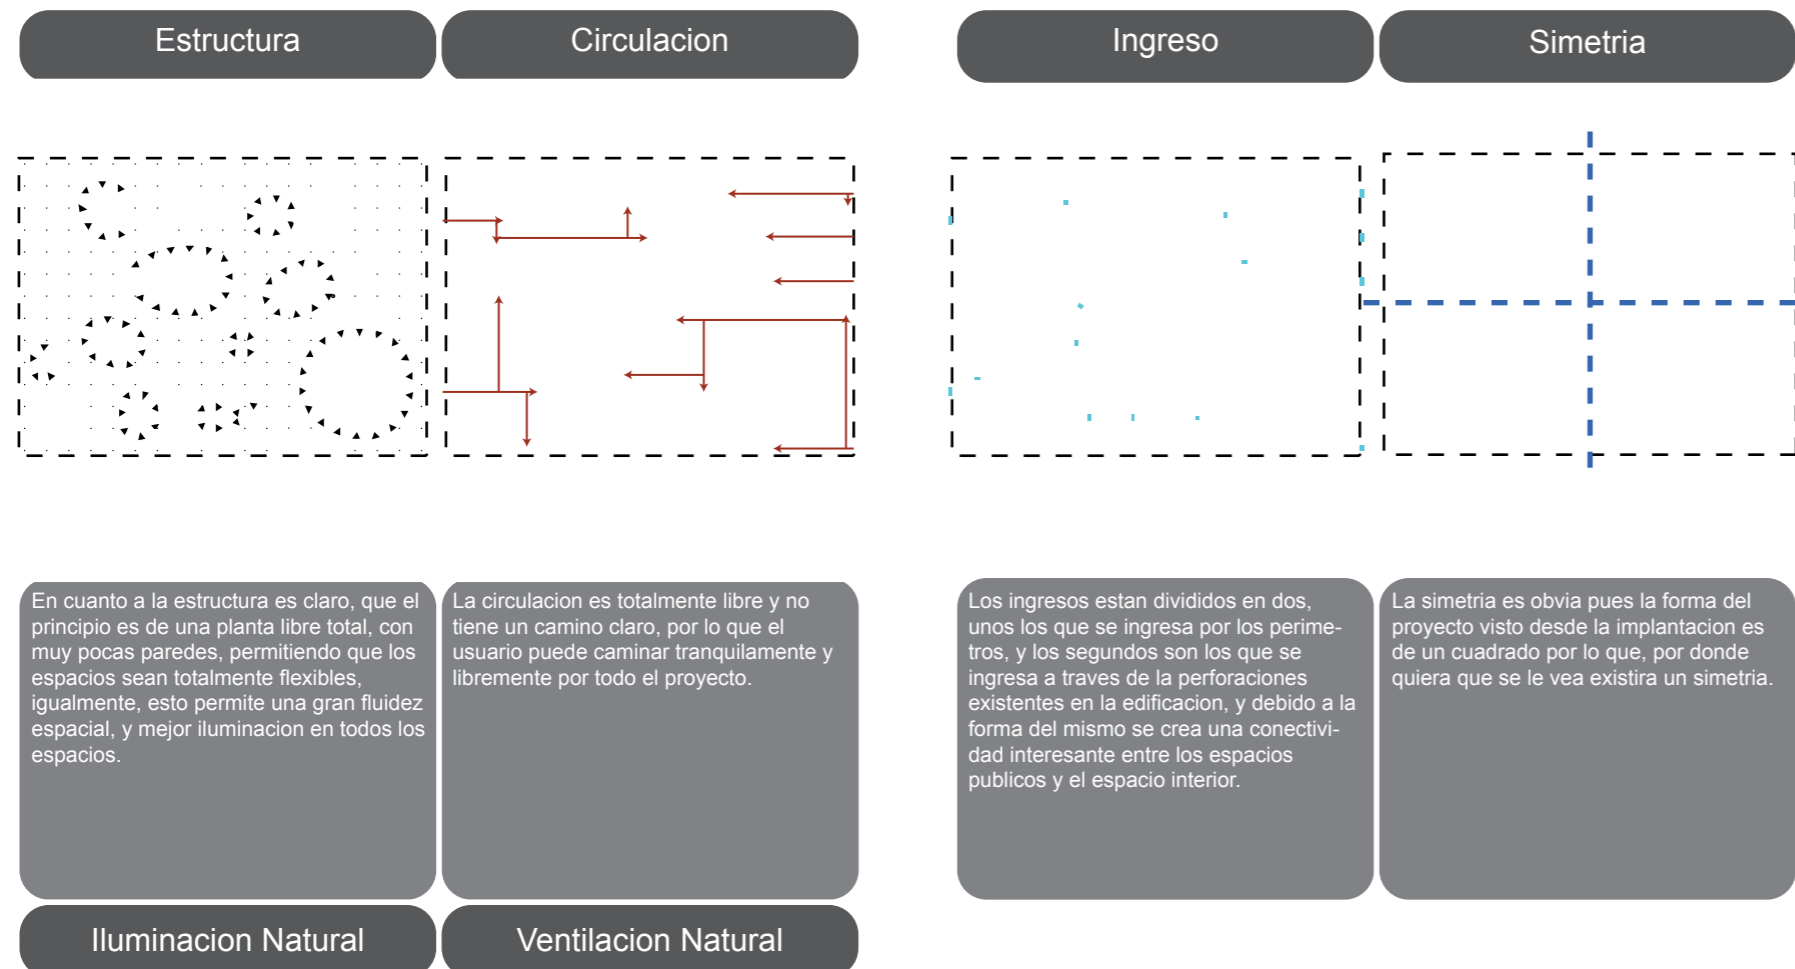 Estructura
Circulacion
Ingreso
Simetria
En cuanto a la estructura es claro, que el
principio es de una planta libre total, con
muy pocas paredes, permitiendo que los
espacios sean totalmente flexibles,
igualmente, esto permite una gran fluidez
espacial, y mejor iluminacion en todos los
espacios.
La circulacion es totalmente libre y no
tiene un camino claro, por lo que el
usuario puede caminar tranquilamente y
libremente por todo el proyecto.
Los ingresos estan divididos en dos,
unos los que se ingresa por los perime-
tros, y los segundos son los que se
ingresa a traves de la perforaciones
existentes en la edificacion, y debido a la
forma del mismo se crea una conectivi-
dad interesante entre los espacios
publicos y el espacio interior.
La simetria es obvia pues la forma del
proyecto visto desde la implantacion es
de un cuadrado por lo que, por donde
quiera que se le vea existira un simetria.
Iluminacion Natural
Ventilacion Natural